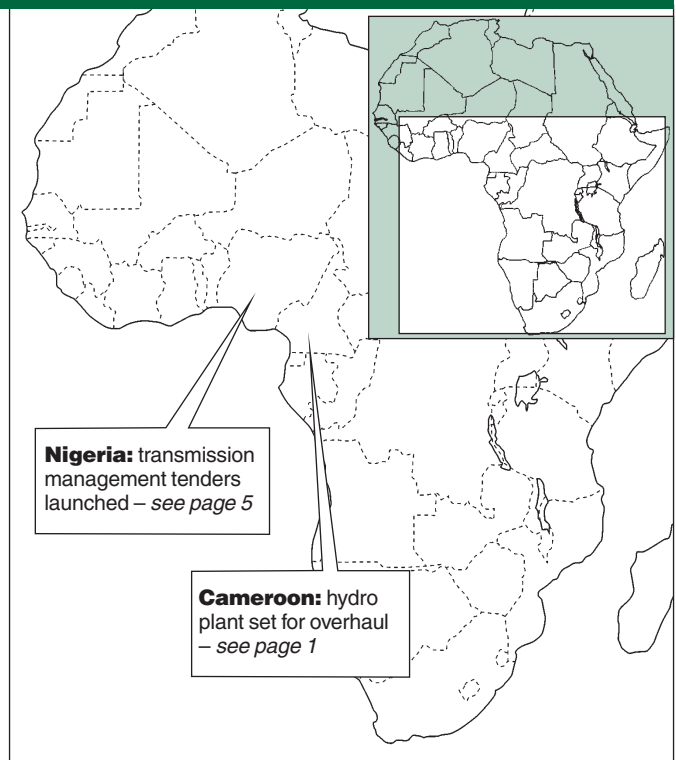 Nigeria: transmission
management tenders
launched – see page 5
Cameroon: hydro
plant set for overhaul
– see page 1